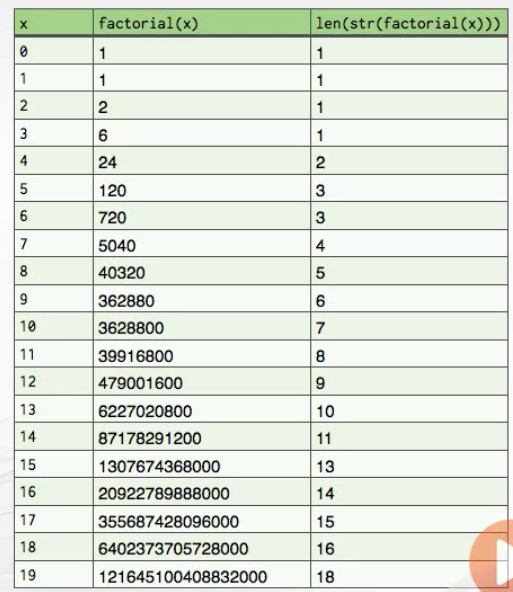 x factorial(x) len(str(factorial(x)))
0 1 1
1 1 1
2 2 1
3 6 1
4 24 2
5 120 3
6 720 3
7 5040 4
8 40320 5
9 362880 6
10 3628800 7
11 39916800 8
12 479001600 9
13 6227020800 10
14 87178291200 11
15 1307674368000 13
16 20922789888000 14
17 355687428096000 15
18 6402373705728000 16
19 121645100408832000 18